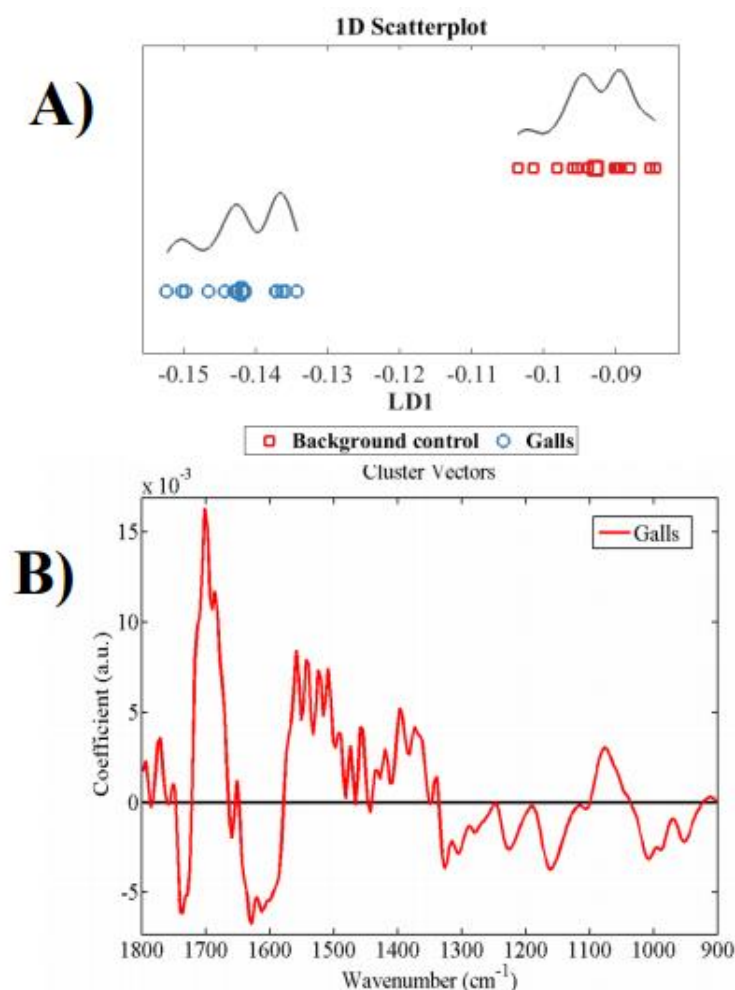 1D Scatterplot
A)
-0.15 -0.14 -0.13 -0.12 -0.11 -0.1 -0.09
LD1
Background control Galls
Cluster Vectors
x 10⁻³
Galls
B)
15
10
5
0
-5
Coefficient (a.u.)
1800 1700 1600 1500 1400 1300 1200 1100 1000 900
Wavenumber (cm⁻¹)